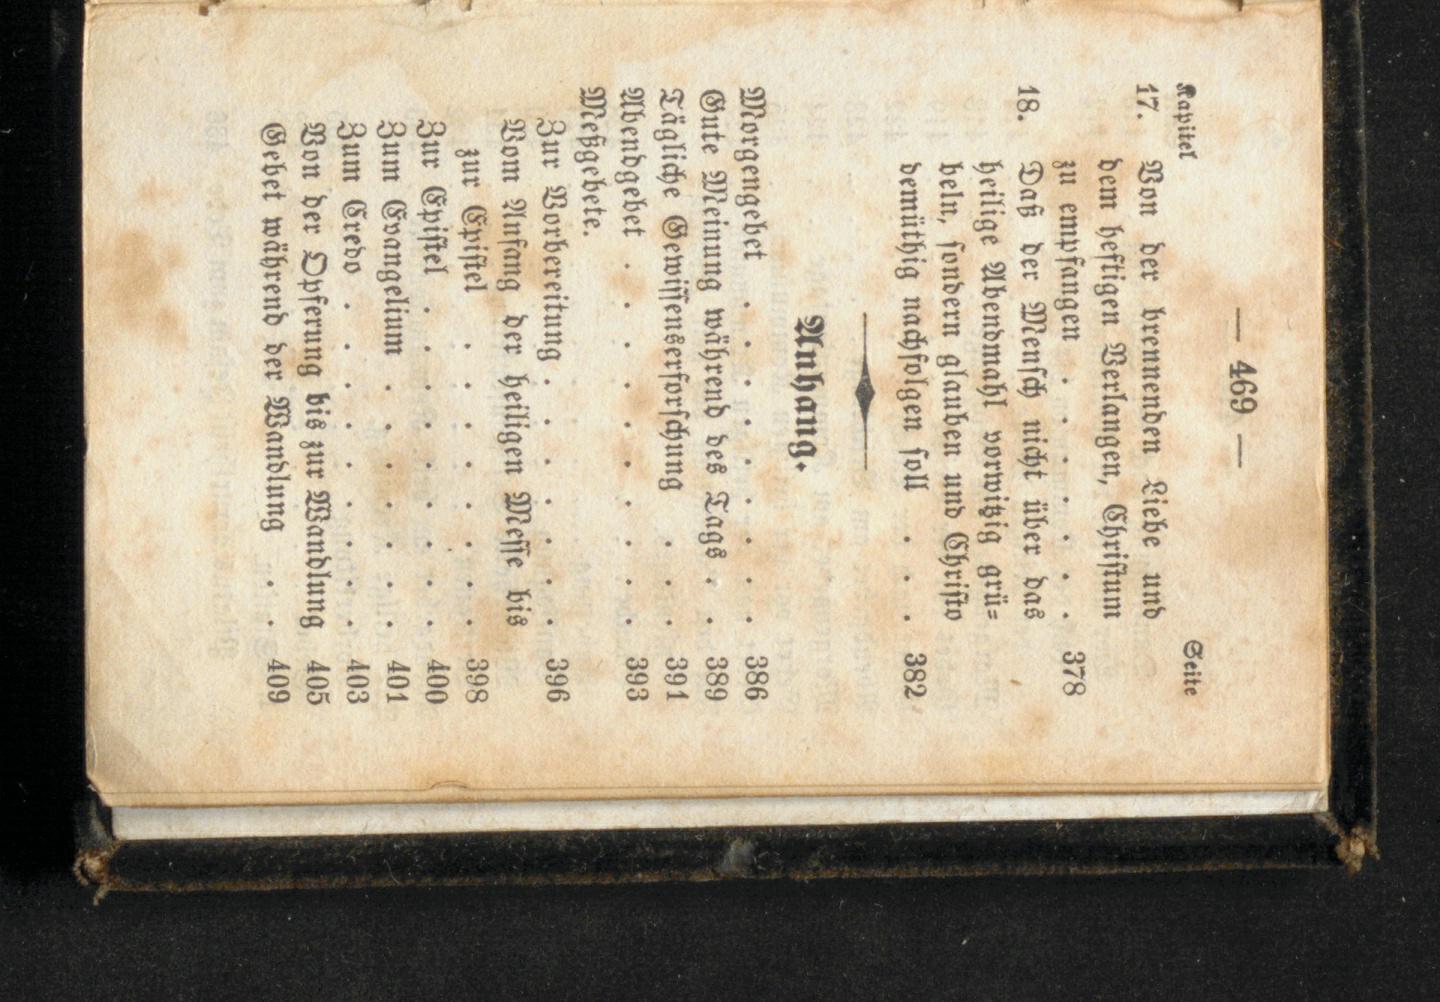 — 469 —
Kapitel Seite
17. Von der brennenden Liebe und
dem heftigen Verlangen, Christum
zu empfangen . . . . . 378
18. Daß der Mensch nicht über das
heilige Abendmahl vorwitzig grü=
beln, sondern glauben und Christo
demüthig nachfolgen soll . . . 382
Anhang.
Morgengebet . . . . . . . . 386
Gute Meinung während des Tags . . 389
Tägliche Gewissenserforschung . . 391
Abendgebet . . . . . . . . . 393
Meßgebete.
Zur Vorbereitung . . . . . . 396
Vom Anfang der heiligen Messe bis
zur Epistel . . . . . . . 398
Zur Epistel . . . . . . . . 400
Zum Evangelium . . . . . . 401
Zum Credo . . . . . . . . . 403
Von der Opferung bis zur Wandlung 405
Gebet während der Wandlung . . 409